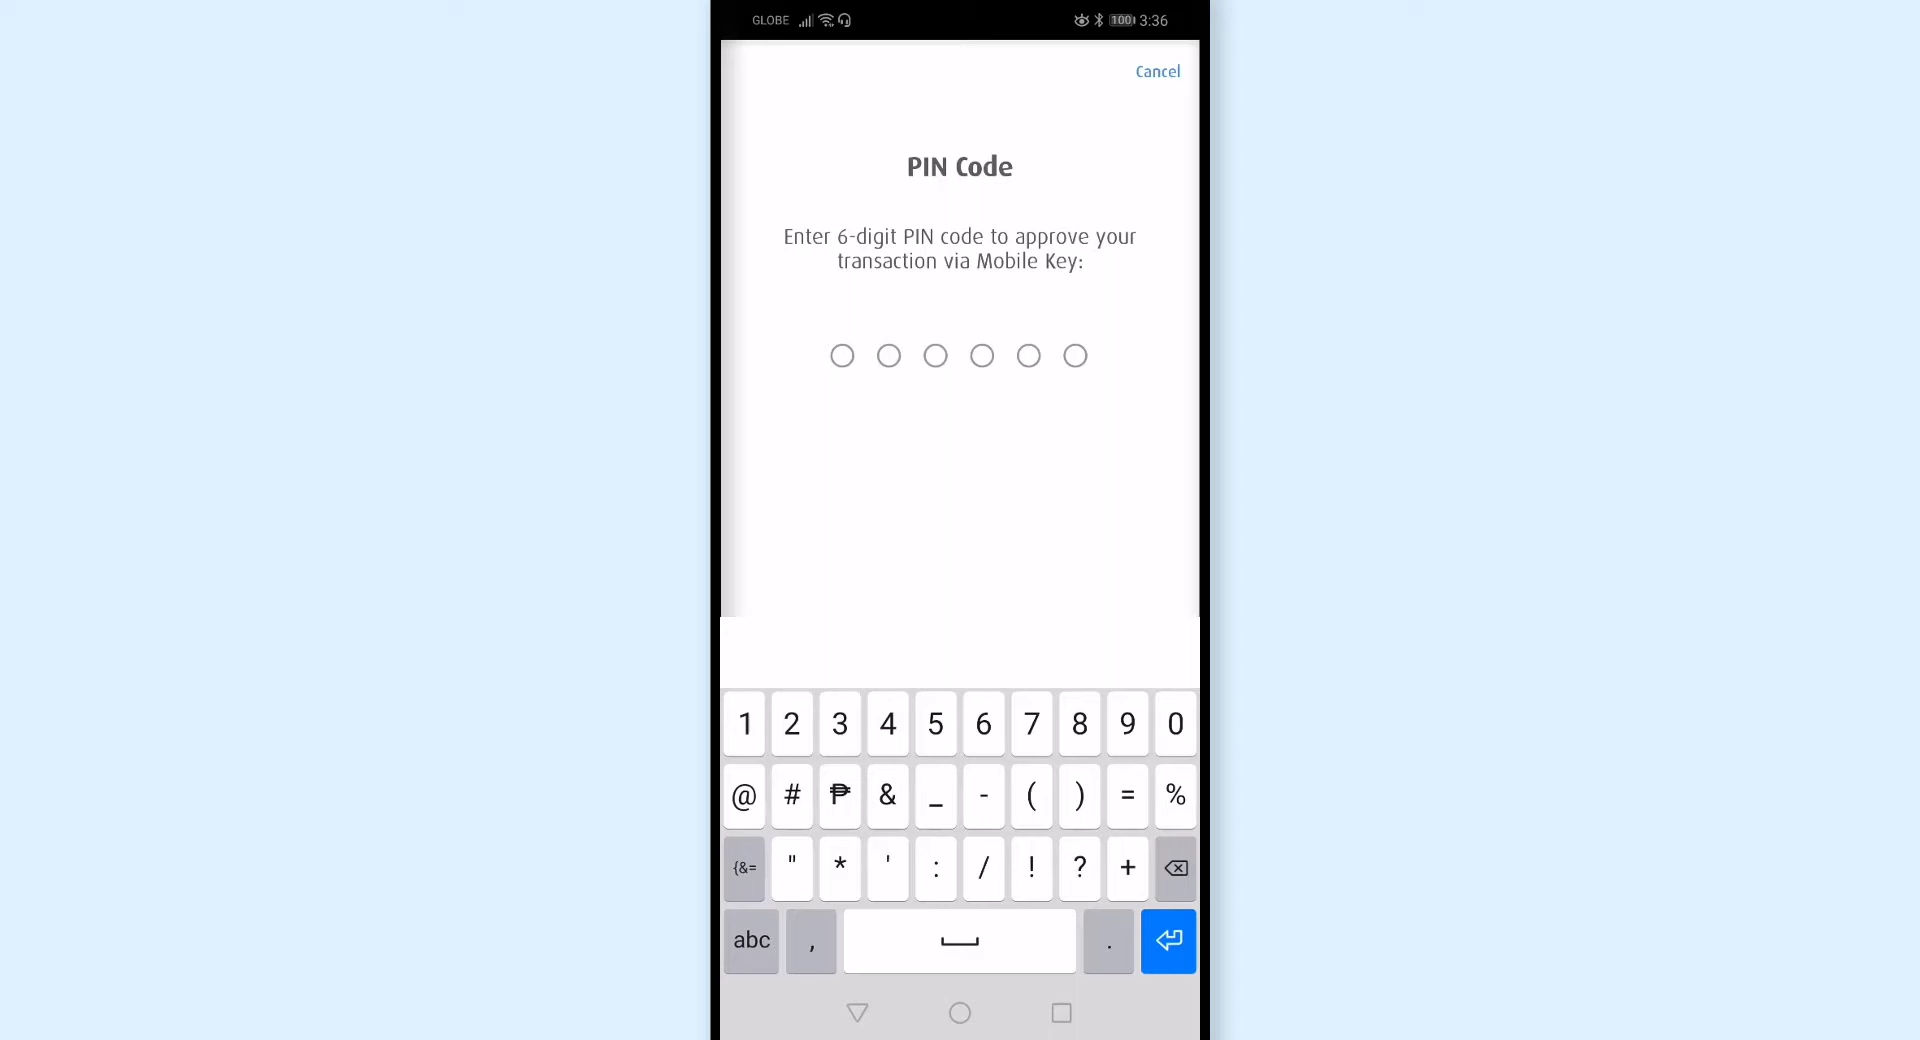 GLOBE 100 3:36
Cancel
PIN Code
Enter 6-digit PIN code to approve your
transaction via Mobile Key:
1 2 3 4 5 6 7 8 9 0
@ # ₱ & _ - ( ) = %
{&= " * ' : / ! ? +
abc , .